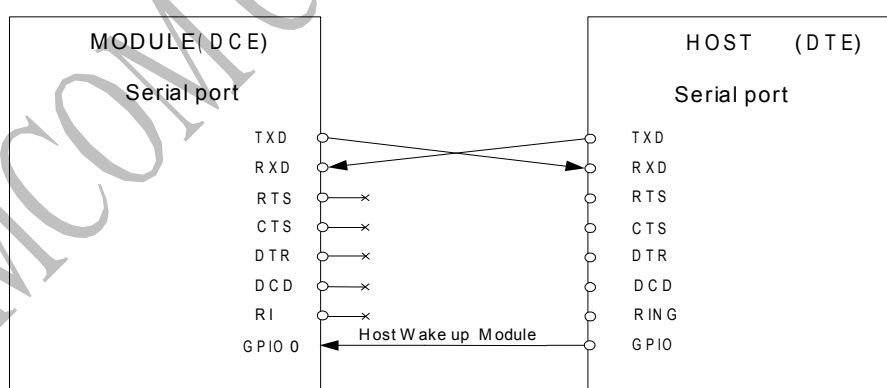 MODULE(DCE)
Serial port
TXD
RXD
RTS
CTS
DTR
DCD
RI
GPIO 0
Host Wake up Module
HOST (DTE)
Serial port
TXD
RXD
RTS
CTS
DTR
DCD
RING
GPIO